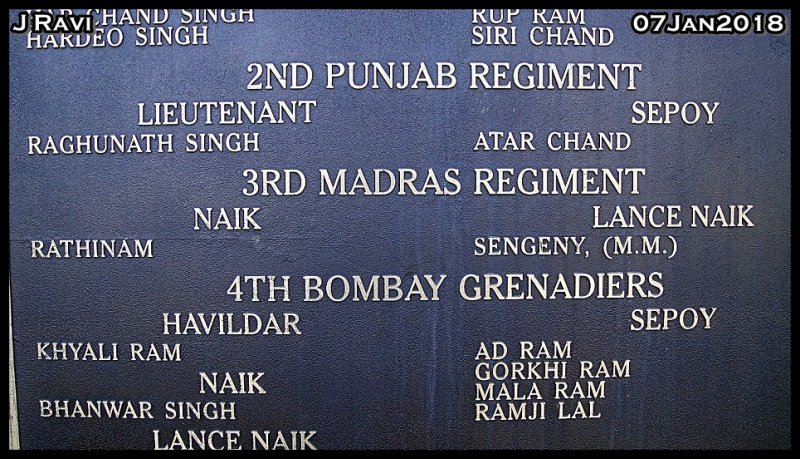 J Ravi
07Jan2018
CHAND SINGH
RUP RAM
HARDEO SINGH
SIRI CHAND
2ND PUNJAB REGIMENT
LIEUTENANT
SEPOY
RAGHUNATH SINGH
ATAR CHAND
3RD MADRAS REGIMENT
NAIK
LANCE NAIK
RATHINAM
SENGENY, (M.M.)
4TH BOMBAY GRENADIERS
HAVILDAR
SEPOY
KHYALI RAM
AD RAM
GORKHI RAM
NAIK
MALA RAM
BHANWAR SINGH
RAMJI LAL
LANCE NAIK